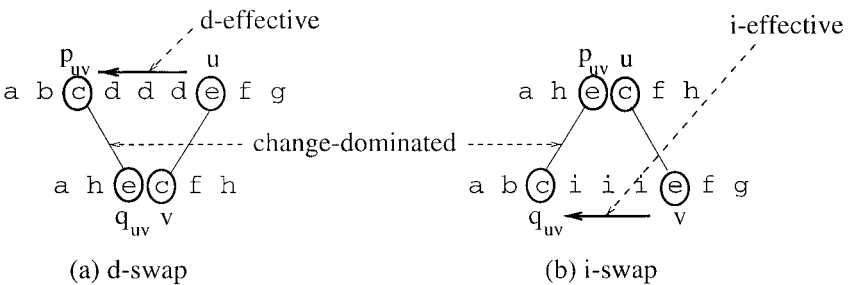 d-effective
i-effective
p_uv u
p_uv u
a b c d d d e f g
a h e c f h
change-dominated
a h e c f h
a b c i i i e f g
q_uv v
q_uv v
(a) d-swap
(b) i-swap